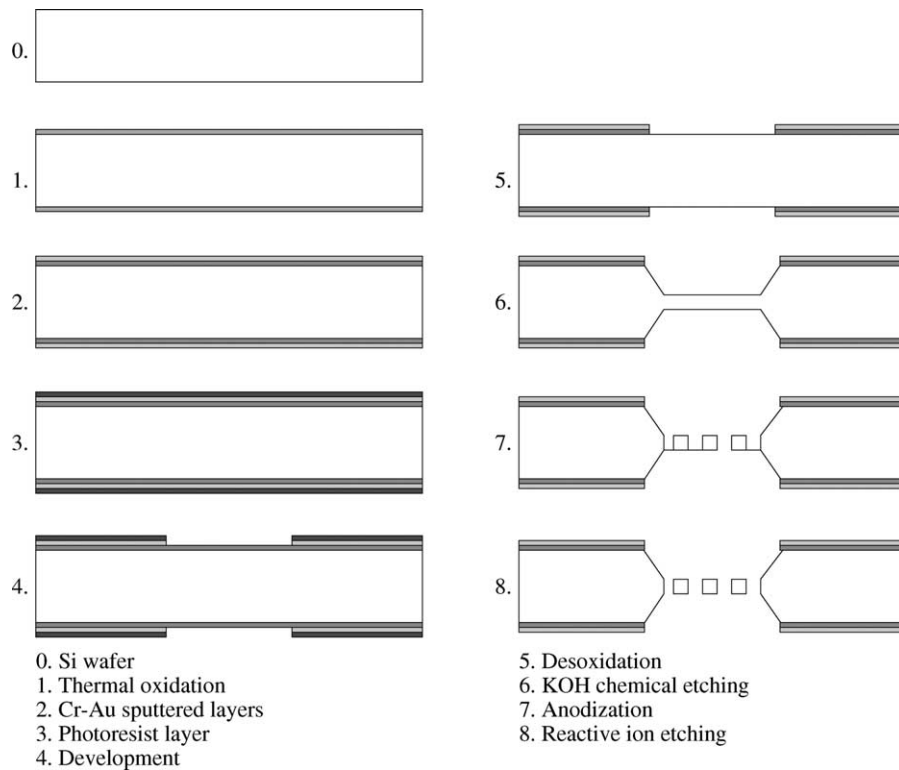 0.
1.
2.
3.
4.
0. Si wafer
1. Thermal oxidation
2. Cr-Au sputtered layers
3. Photoresist layer
4. Development
5.
6.
7.
8.
5. Desoxidation
6. KOH chemical etching
7. Anodization
8. Reactive ion etching